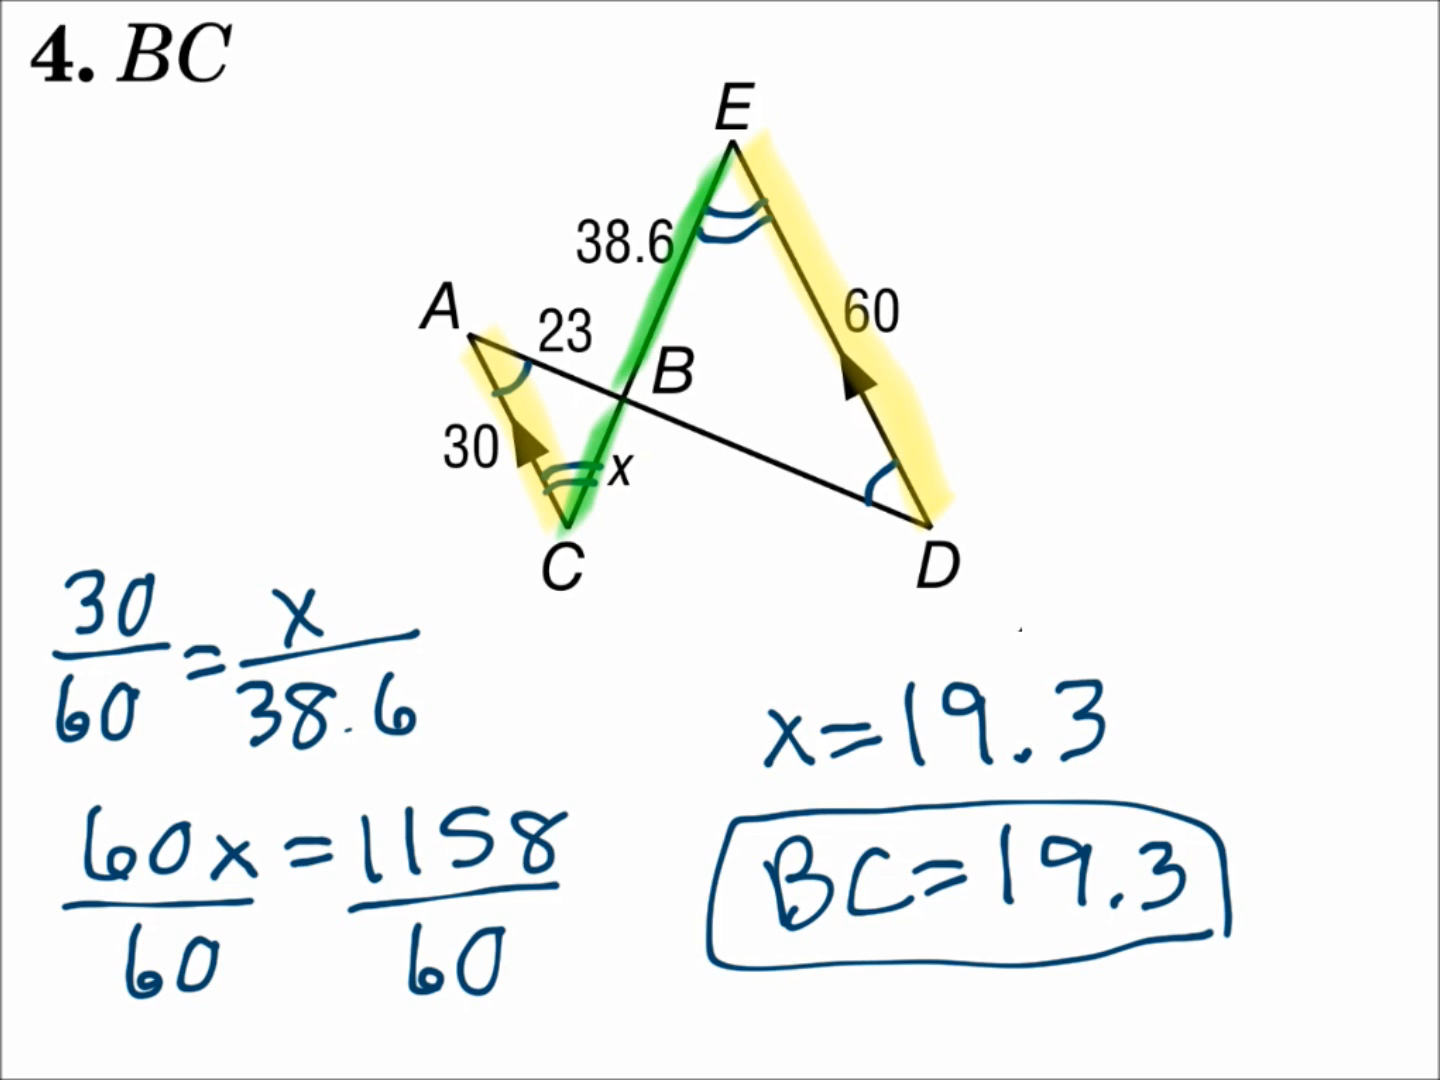 4. BC
E
38.6
60
A
23
B
30
x
C
D
30/60 = x/38.6
60x/60 = 1158/60
x=19.3
BC=19.3